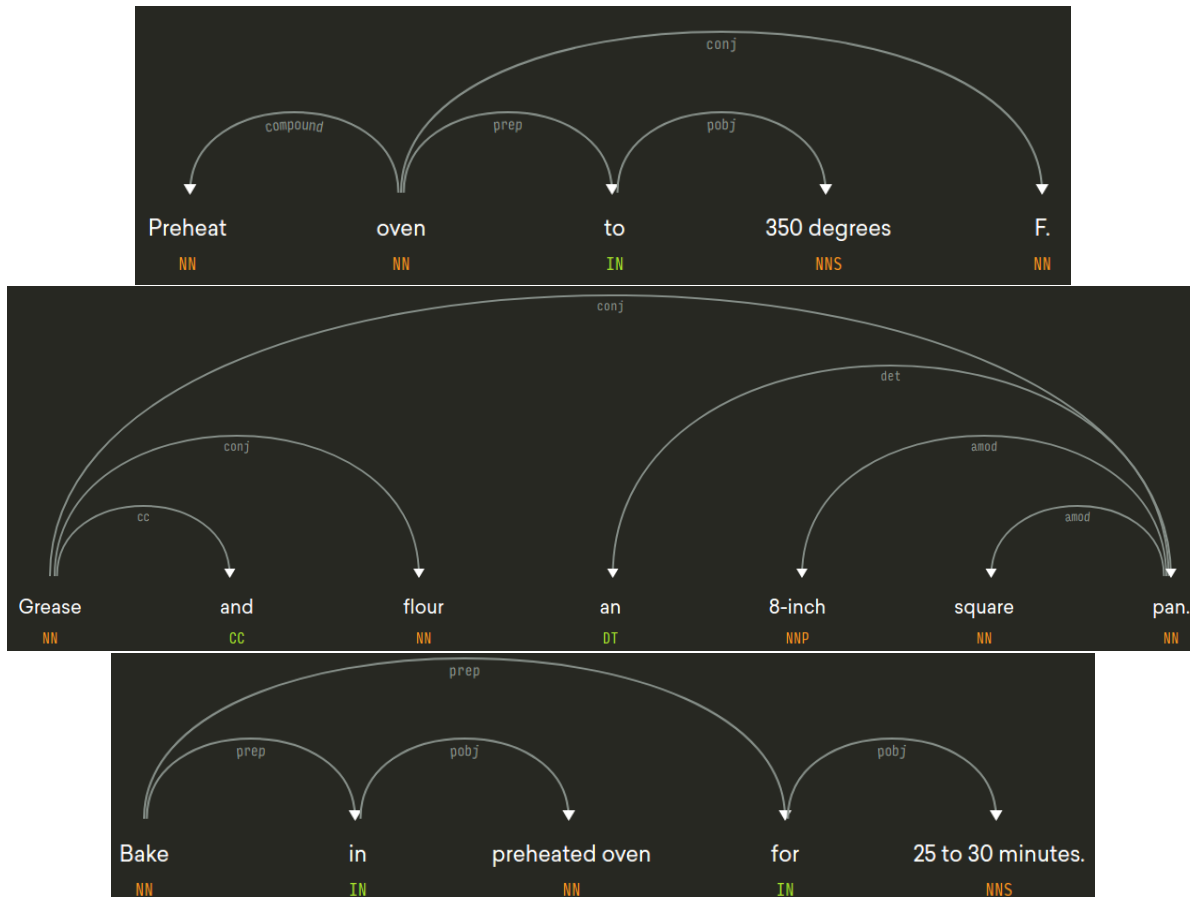 conj
compound prep pobj
Preheat oven to 350 degrees F.
NN NN IN NNS NN
conj
det
conj amod
cc amod
Grease and flour an 8-inch square pan.
NN CC NN DT NNP NN NN
prep
prep pobj pobj
Bake in preheated oven for 25 to 30 minutes.
NN IN NN IN NNS